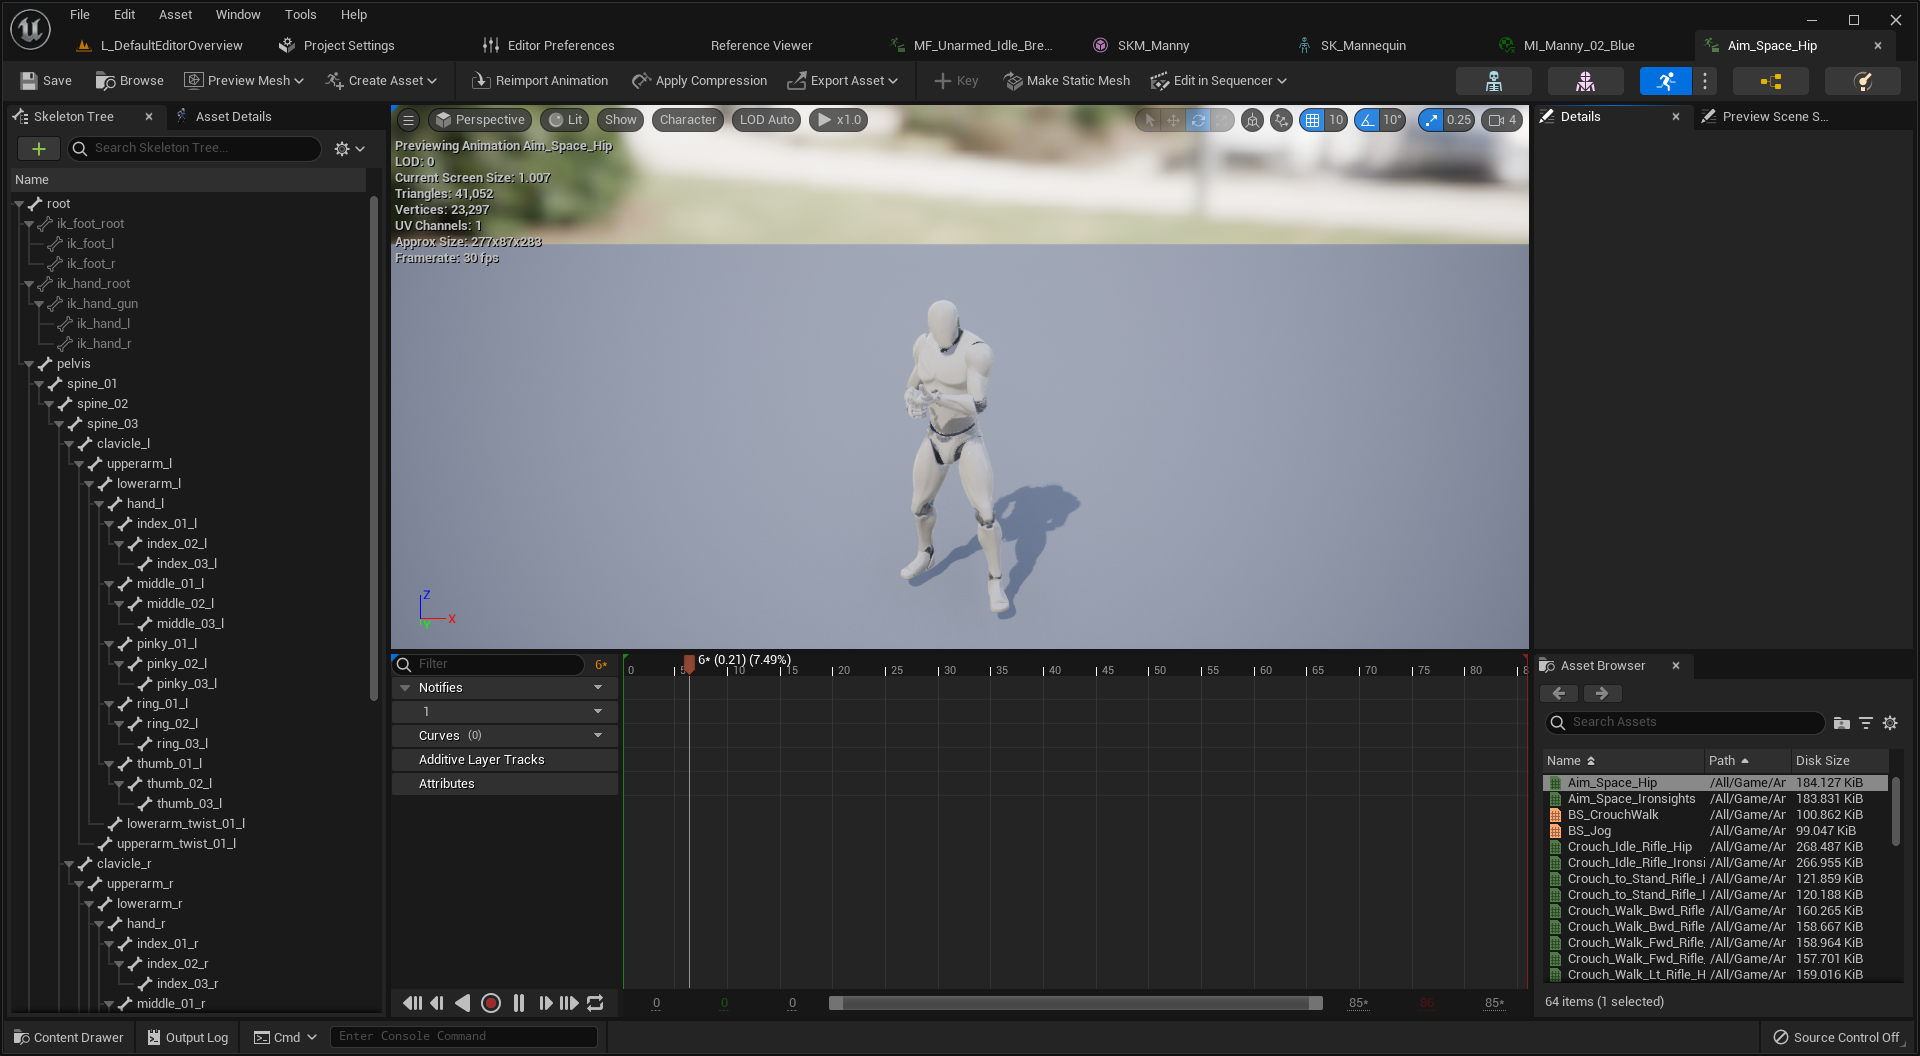 File Edit Asset Window Tools Help
L_DefaultEditorOverview Project Settings Editor Preferences Reference Viewer MF_Unarmed_Idle_Bre... SKM_Manny SK_Mannequin MI_Manny_02_Blue Aim_Space_Hip
Save Browse Preview Mesh Create Asset Reimport Animation Apply Compression Export Asset Key Make Static Mesh Edit in Sequencer
Skeleton Tree Asset Details
Search Skeleton Tree...
Name
root
ik_foot_root
ik_foot_l
ik_foot_r
ik_hand_root
ik_hand_gun
ik_hand_l
ik_hand_r
pelvis
spine_01
spine_02
spine_03
clavicle_l
upperarm_l
lowerarm_l
hand_l
index_01_l
index_02_l
index_03_l
middle_01_l
middle_02_l
middle_03_l
pinky_01_l
pinky_02_l
pinky_03_l
ring_01_l
ring_02_l
ring_03_l
thumb_01_l
thumb_02_l
thumb_03_l
lowerarm_twist_01_l
upperarm_twist_01_l
clavicle_r
upperarm_r
lowerarm_r
hand_r
index_01_r
index_02_r
index_03_r
middle_01_r
Perspective Lit Show Character LOD Auto x1.0 10 10° 0.25 4
Previewing Animation Aim_Space_Hip
LOD: 0
Current Screen Size: 1.007
Triangles: 41,052
Vertices: 23,297
UV Channels: 1
Approx Size: 277x87x283
Framerate: 30 fps
Z
X
Filter 6*
6* (0.21) (7.49%)
0 5 10 15 20 25 30 35 40 45 50 55 60 65 70 75 80 8
Notifies
1
Curves (0)
Additive Layer Tracks
Attributes
0 0 0 85* 86 85*
Details Preview Scene S...
Asset Browser
Search Assets
Name Path Disk Size
Aim_Space_Hip /All/Game/Ar 184.127 KiB
Aim_Space_Ironsights /All/Game/Ar 183.831 KiB
BS_CrouchWalk /All/Game/Ar 100.862 KiB
BS_Jog /All/Game/Ar 99.047 KiB
Crouch_Idle_Rifle_Hip /All/Game/Ar 268.487 KiB
Crouch_Idle_Rifle_Ironsi /All/Game/Ar 266.955 KiB
Crouch_to_Stand_Rifle_H /All/Game/Ar 121.859 KiB
Crouch_to_Stand_Rifle_I /All/Game/Ar 120.188 KiB
Crouch_Walk_Bwd_Rifle /All/Game/Ar 160.265 KiB
Crouch_Walk_Bwd_Rifle /All/Game/Ar 158.667 KiB
Crouch_Walk_Fwd_Rifle_ /All/Game/Ar 158.964 KiB
Crouch_Walk_Fwd_Rifle_ /All/Game/Ar 157.701 KiB
Crouch_Walk_Lt_Rifle_H /All/Game/Ar 159.016 KiB
64 items (1 selected)
Content Drawer Output Log Cmd Enter Console Command Source Control Off